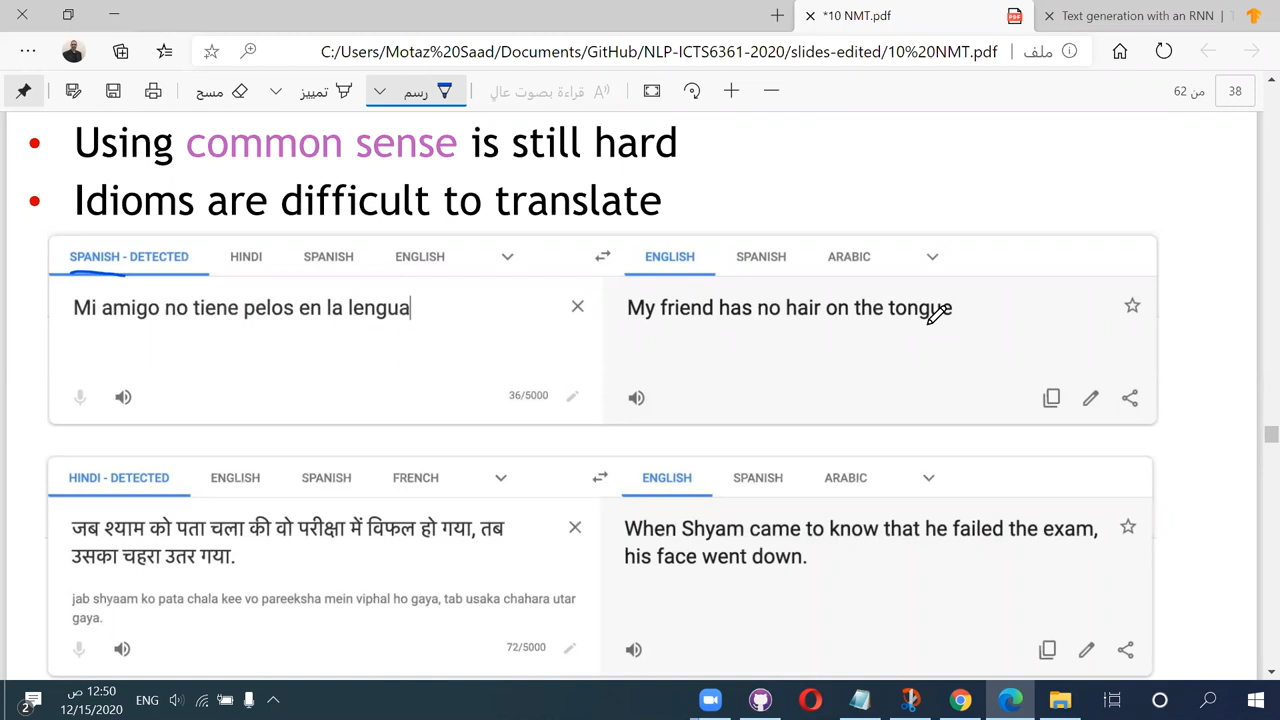 *10 NMT.pdf
Text generation with an RNN
C:/Users/Motaz%20Saad/Documents/GitHub/NLP-ICTS6361-2020/slides-edited/10%20NMT.pdf
ملف
مسح
تمييز
رسم
قراءة بصوت عالٍ
من 62
38
• Using common sense is still hard
• Idioms are difficult to translate
SPANISH - DETECTED HINDI SPANISH ENGLISH
ENGLISH SPANISH ARABIC
Mi amigo no tiene pelos en la lengua
My friend has no hair on the tongue
36/5000
HINDI - DETECTED ENGLISH SPANISH FRENCH
ENGLISH SPANISH ARABIC
जब श्याम को पता चला की वो परीक्षा में विफल हो गया, तब
उसका चहरा उतर गया.
When Shyam came to know that he failed the exam,
his face went down.
jab shyaam ko pata chala kee vo pareeksha mein viphal ho gaya, tab usaka chahara utar
gaya.
72/5000
2
12:50 ص
12/15/2020
ENG